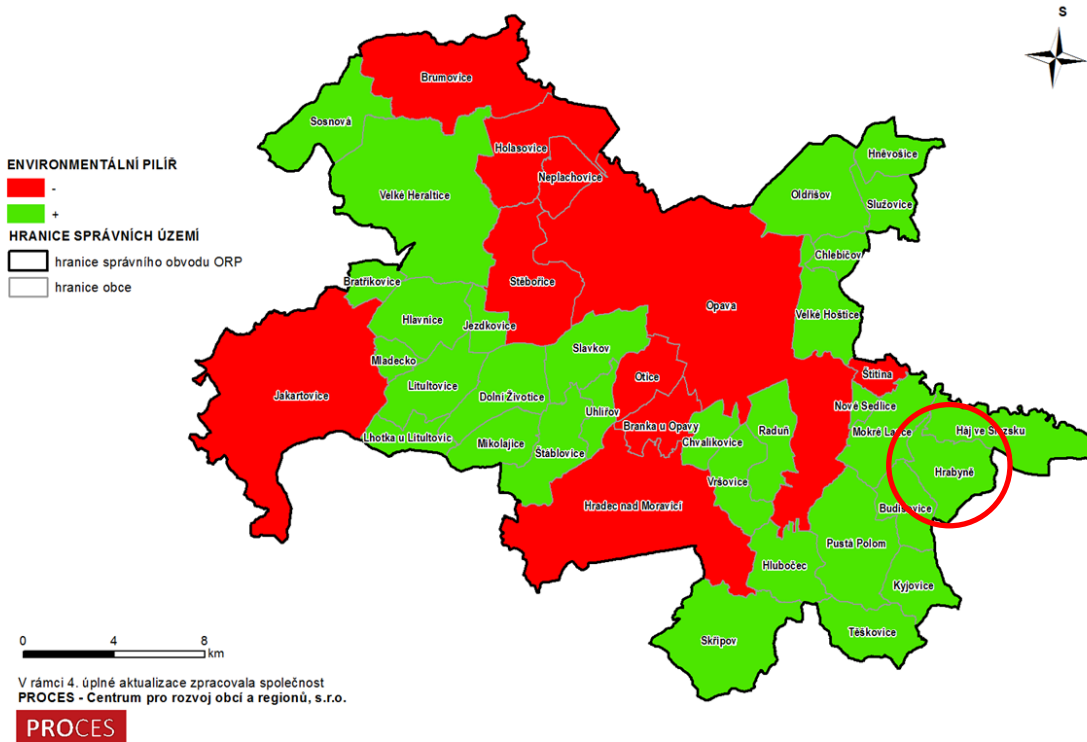 S
Brumovice
Sosnová
Holasovice
Neplachovice
Velké Heraltice
Hněvošice
Oldřišov
Služovice
Chlebičov
ENVIRONMENTÁLNÍ PILÍŘ
-
+
HRANICE SPRÁVNÍCH ÚZEMÍ
hranice správního obvodu ORP
hranice obce
Bratříkovice
Stěbořice
Opava
Velké Hoštice
Hlavnice
Jezdkovice
Slavkov
Mladecko
Štítina
Jakartovice
Litultovice
Dolní Životice
Otice
Nové Sedlice
Uhlířov
Branka u Opavy
Raduň
Mokré Lazce
Háj ve Slezsku
Lhotka u Litultovic
Mikolajice
Štáblovice
Chvalíkovice
Vršovice
Hrabyně
Hradec nad Moravicí
Budišovice
Pustá Polom
Hlubočec
Kyjovice
Skřipov
Těškovice
0 4 8
km
V rámci 4. úplné aktualizace zpracovala společnost
PROCES - Centrum pro rozvoj obcí a regionů, s.r.o.
PROCES